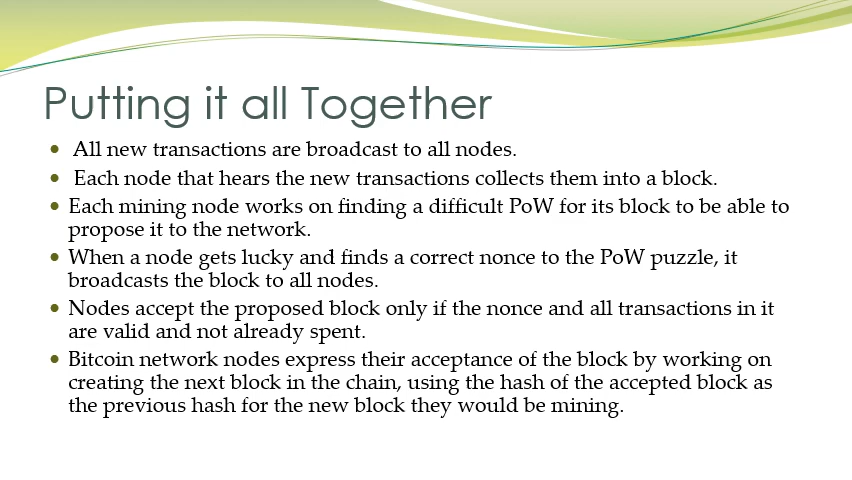 Putting it all Together
• All new transactions are broadcast to all nodes.
• Each node that hears the new transactions collects them into a block.
• Each mining node works on finding a difficult PoW for its block to be able to
propose it to the network.
• When a node gets lucky and finds a correct nonce to the PoW puzzle, it
broadcasts the block to all nodes.
• Nodes accept the proposed block only if the nonce and all transactions in it
are valid and not already spent.
• Bitcoin network nodes express their acceptance of the block by working on
creating the next block in the chain, using the hash of the accepted block as
the previous hash for the new block they would be mining.